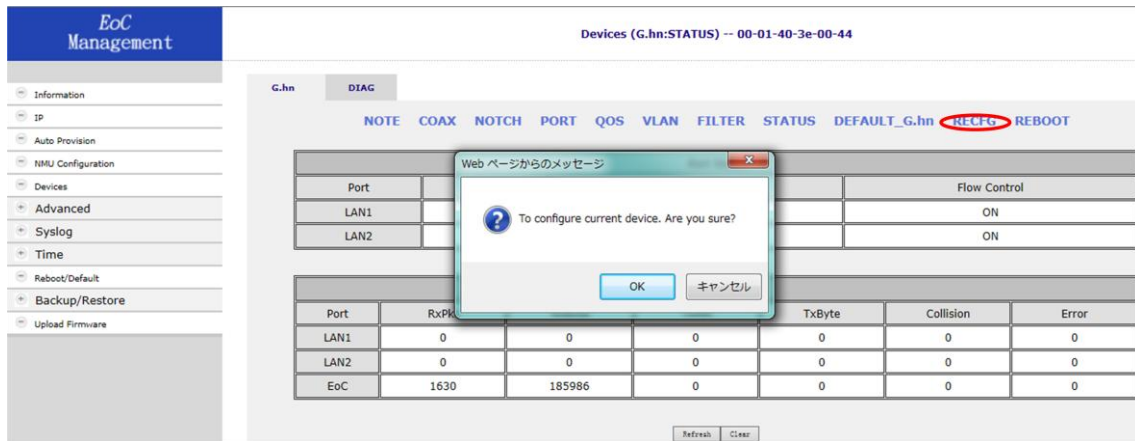 EoC
Management
Devices (G.hn:STATUS) -- 00-01-40-3e-00-44
Information
IP
Auto Provision
NMU Configuration
Devices
Advanced
Syslog
Time
Reboot/Default
Backup/Restore
Upload Firmware
G.hn DIAG
NOTE COAX NOTCH PORT QOS VLAN FILTER STATUS DEFAULT_G.hn RECFG REBOOT
Web ページからのメッセージ
To configure current device. Are you sure?
OK キャンセル
Port Flow Control
LAN1 ON
LAN2 ON
Port RxPk TxByte Collision Error
LAN1 0 0 0 0 0 0
LAN2 0 0 0 0 0 0
EoC 1630 185986 0 0 0 0
Refresh Clear